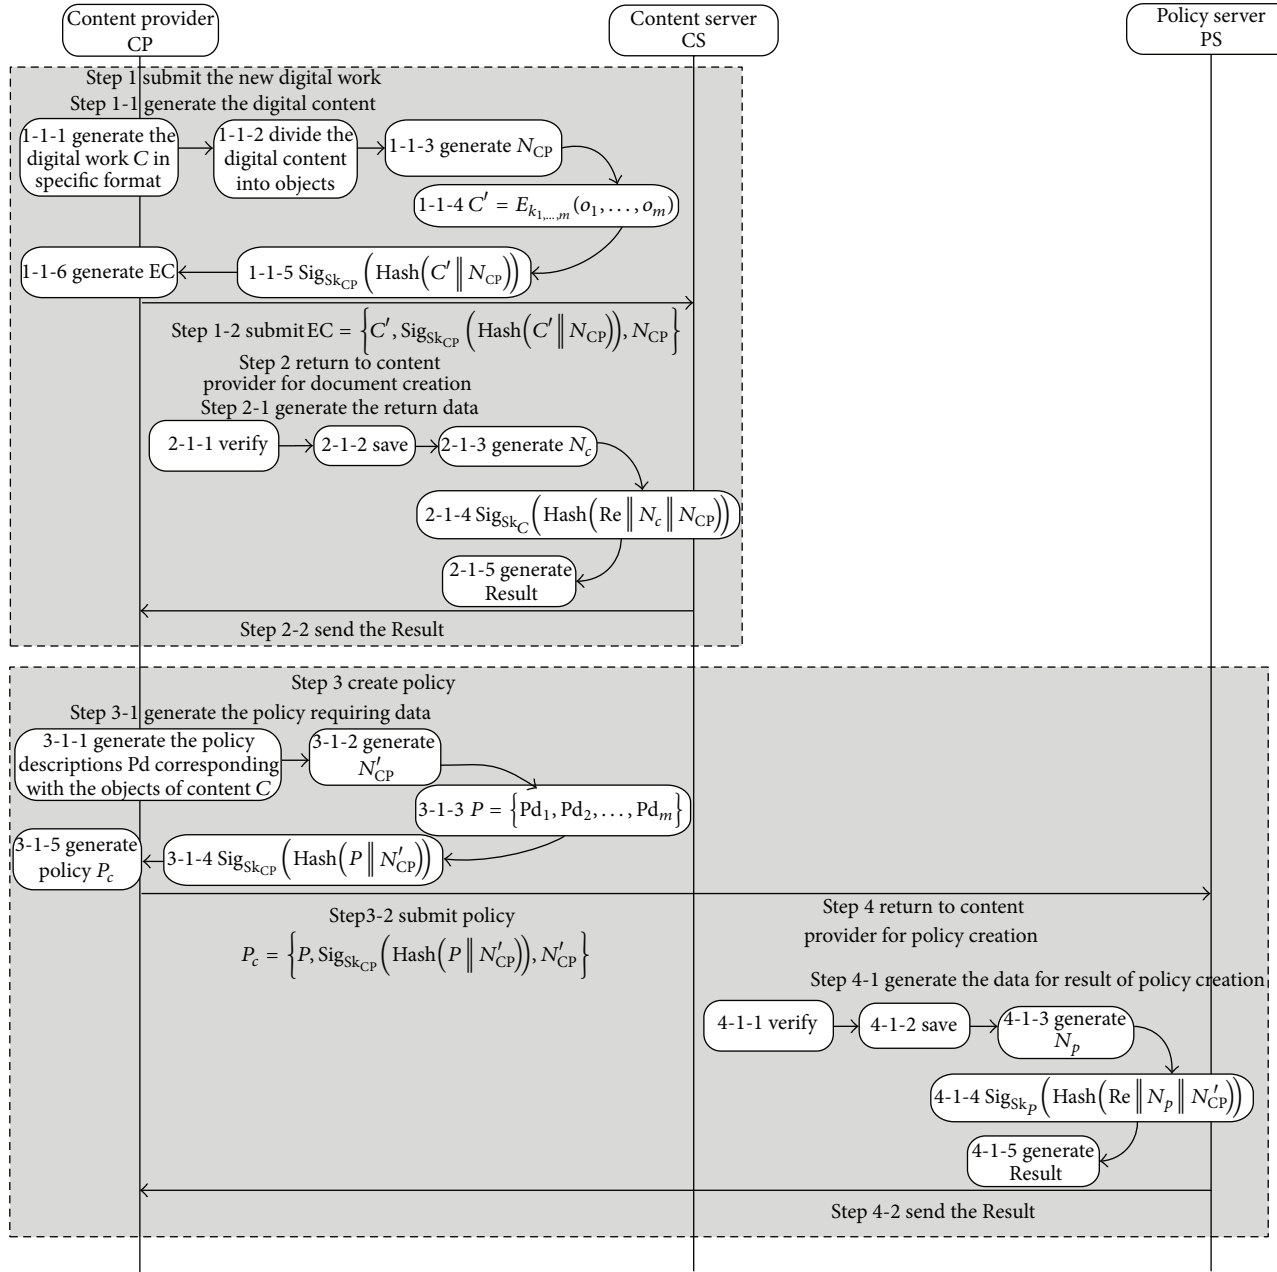 Content provider
CP
Content server
CS
Policy server
PS
Step 1 submit the new digital work
Step 1-1 generate the digital content
1-1-1 generate the
digital work C in
specific format
1-1-2 divide the
digital content
into objects
1-1-3 generate N_CP
1-1-4 C′ = E_{k_{1,...,m}}(o_1, . . . , o_m)
1-1-5 Sig_{Sk_CP}(Hash(C′ ‖ N_CP))
1-1-6 generate EC
Step 1-2 submit EC = {C′, Sig_{Sk_CP}(Hash(C′ ‖ N_CP)), N_CP}
Step 2 return to content
provider for document creation
Step 2-1 generate the return data
2-1-1 verify
2-1-2 save
2-1-3 generate N_c
2-1-4 Sig_{Sk_C}(Hash(Re ‖ N_c ‖ N_CP))
2-1-5 generate
Result
Step 2-2 send the Result
Step 3 create policy
Step 3-1 generate the policy requiring data
3-1-1 generate the policy
descriptions Pd corresponding
with the objects of content C
3-1-2 generate
N′_CP
3-1-3 P = {Pd_1, Pd_2, . . . , Pd_m}
3-1-4 Sig_{Sk_CP}(Hash(P ‖ N′_CP))
3-1-5 generate
policy P_c
Step3-2 submit policy
P_c = {P, Sig_{Sk_CP}(Hash(P ‖ N′_CP)), N′_CP}
Step 4 return to content
provider for policy creation
Step 4-1 generate the data for result of policy creation
4-1-1 verify
4-1-2 save
4-1-3 generate
N_p
4-1-4 Sig_{Sk_P}(Hash(Re ‖ N_p ‖ N_CP′))
4-1-5 generate
Result
Step 4-2 send the Result